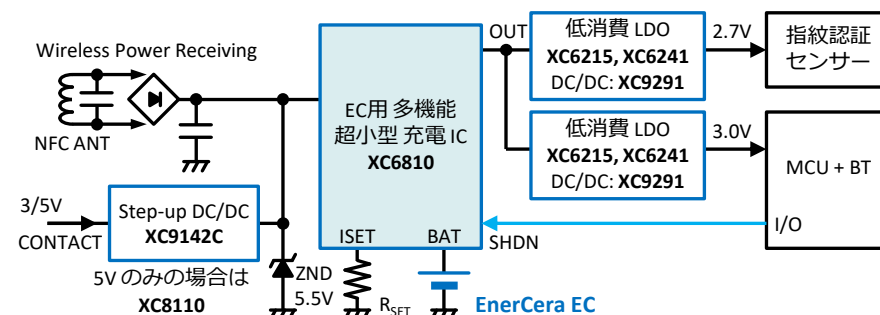 Wireless Power Receiving
NFC ANT
3/5V
CONTACT
Step-up DC/DC
XC9142C
5V のみの場合は
XC8110
ZND
5.5V
EC用 多機能
超小型 充電 IC
XC6810
ISET
BAT
R_SET
EnerCera EC
OUT
SHDN
低消費 LDO
XC6215, XC6241
DC/DC: XC9291
2.7V
指紋認証
センサー
低消費 LDO
XC6215, XC6241
DC/DC: XC9291
3.0V
MCU + BT
I/O